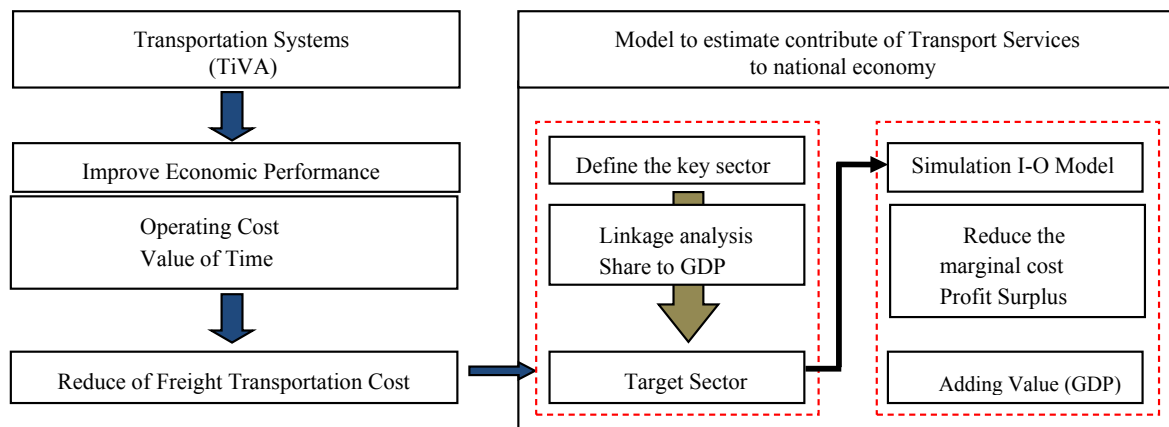 Transportation Systems
(TiVA)
Improve Economic Performance
Operating Cost
Value of Time
Reduce of Freight Transportation Cost
Model to estimate contribute of Transport Services
to national economy
Define the key sector
Linkage analysis
Share to GDP
Target Sector
Simulation I-O Model
Reduce the
marginal cost
Profit Surplus
Adding Value (GDP)